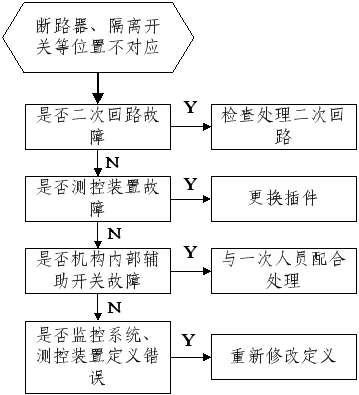 断路器、隔离开
关等位置不对应
是否二次回路故
障
Y
检查处理二次回
路
N
是否测控装置故
障
Y
更换插件
N
是否机构内部辅
助开关故障
Y
与一次人员配合
处理
N
是否监控系统、
测控装置定义错
误
Y
重新修改定义